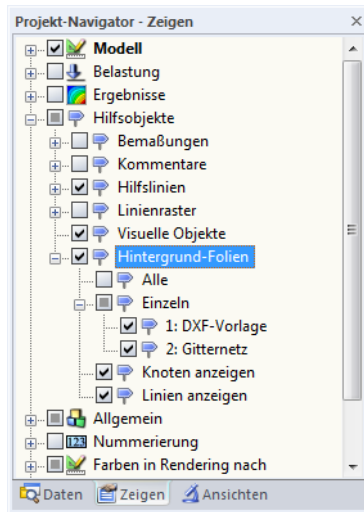 Projekt-Navigator - Zeigen
Modell
Belastung
Ergebnisse
Hilfsobjekte
Bemaßungen
Kommentare
Hilfslinien
Linienraster
Visuelle Objekte
Hintergrund-Folien
Alle
Einzeln
1: DXF-Vorlage
2: Gitternetz
Knoten anzeigen
Linien anzeigen
Allgemein
123 Nummerierung
Farben in Rendering nach
Daten Zeigen Ansichten